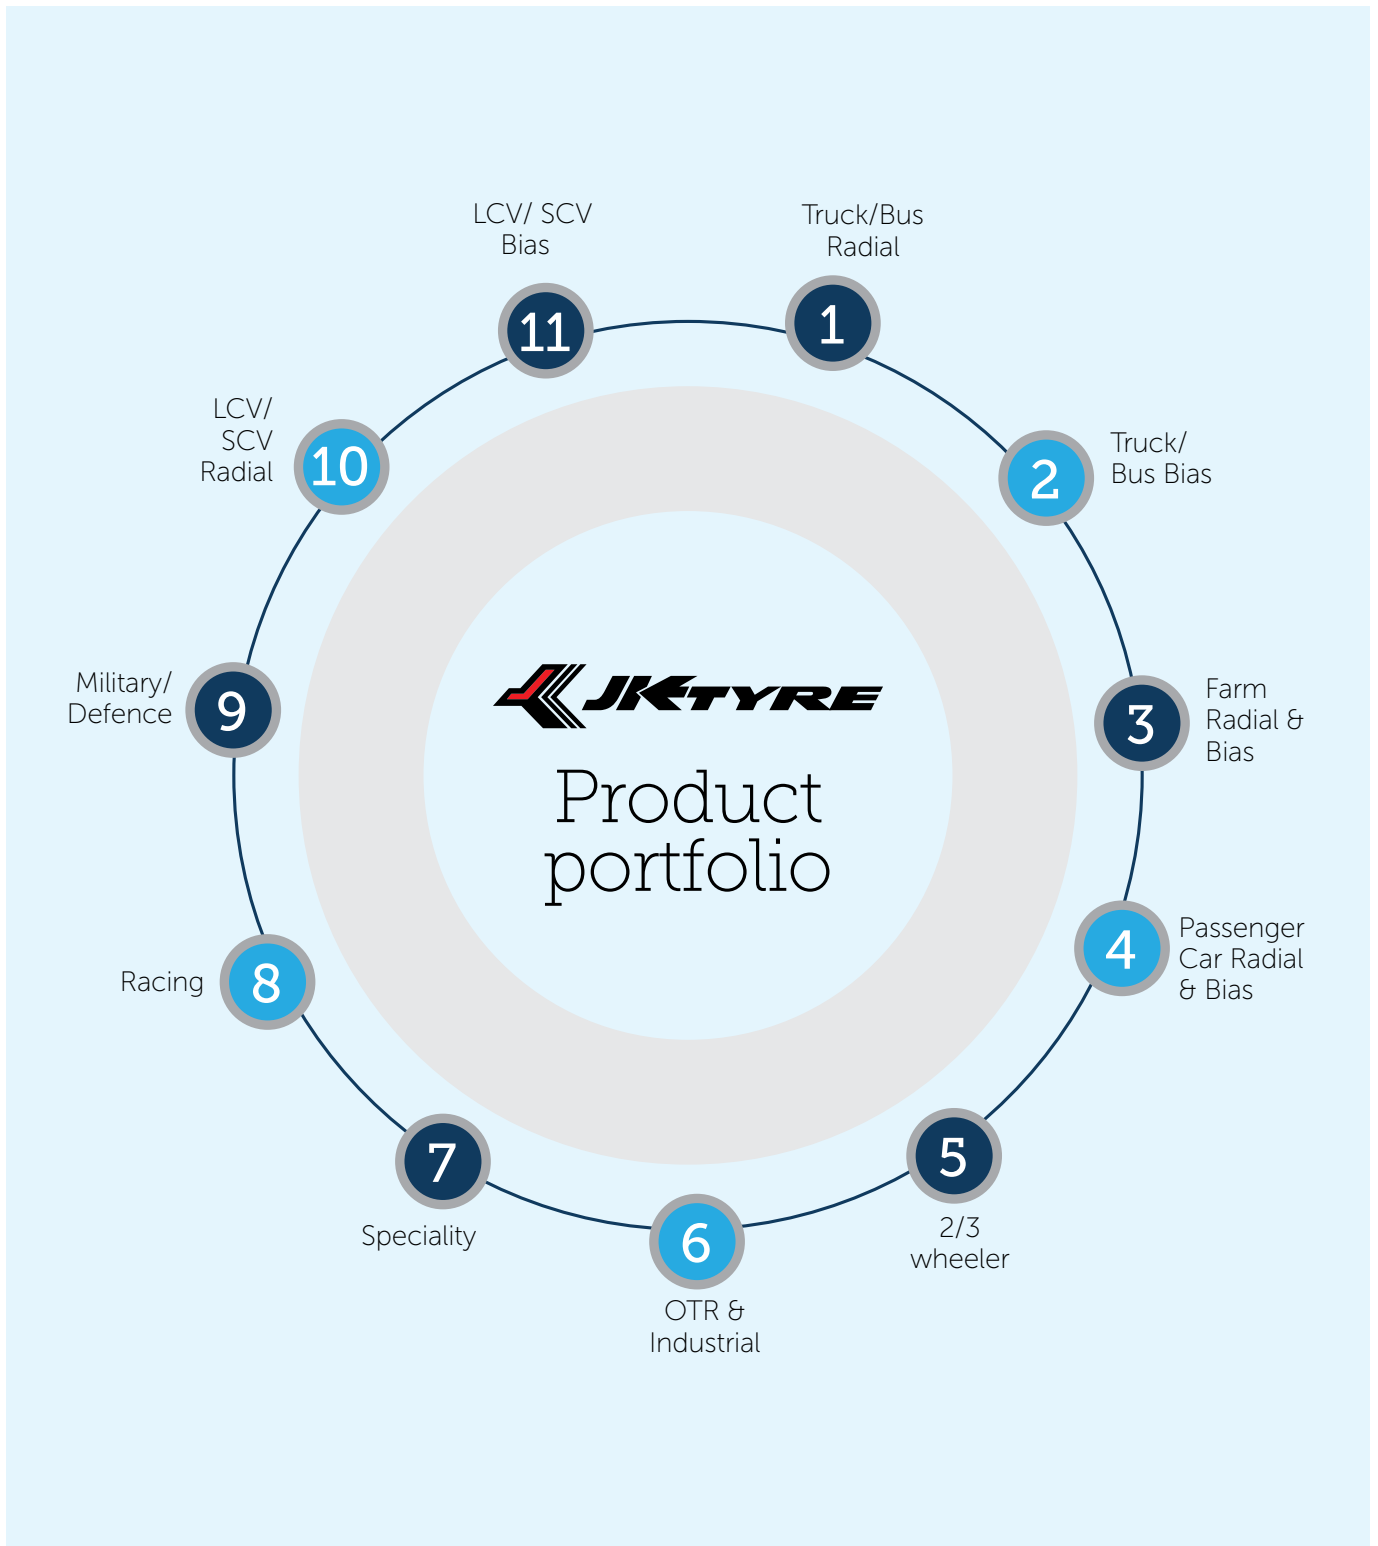 LCV/ SCV
Bias
11
Truck/Bus
Radial
1
Truck/
Bus Bias
2
Farm
Radial &
Bias
3
Passenger
Car Radial
& Bias
4
5
2/3
wheeler
6
OTR &
Industrial
7
Speciality
8
Racing
9
Military/
Defence
10
LCV/
SCV
Radial
JKTYRE
Product
portfolio